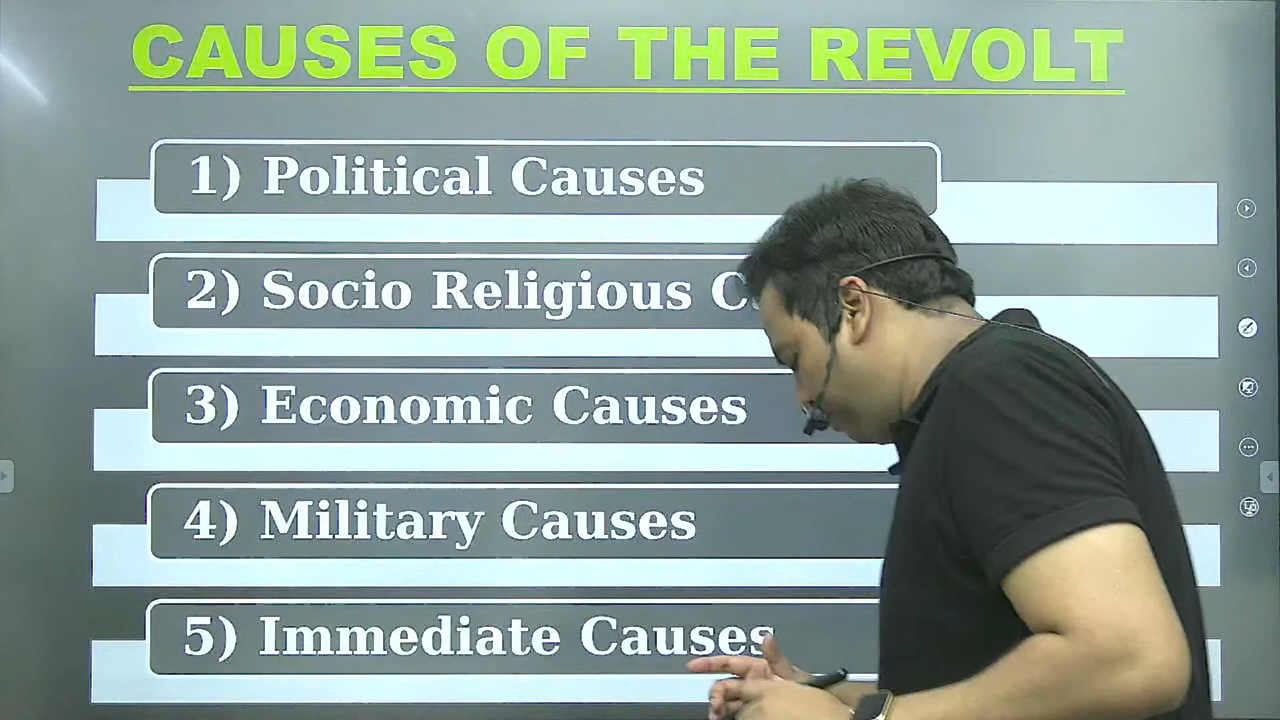 CAUSES OF THE REVOLT
1) Political Causes
2) Socio Religious
3) Economic Causes
4) Military Causes
5) Immediate Causes